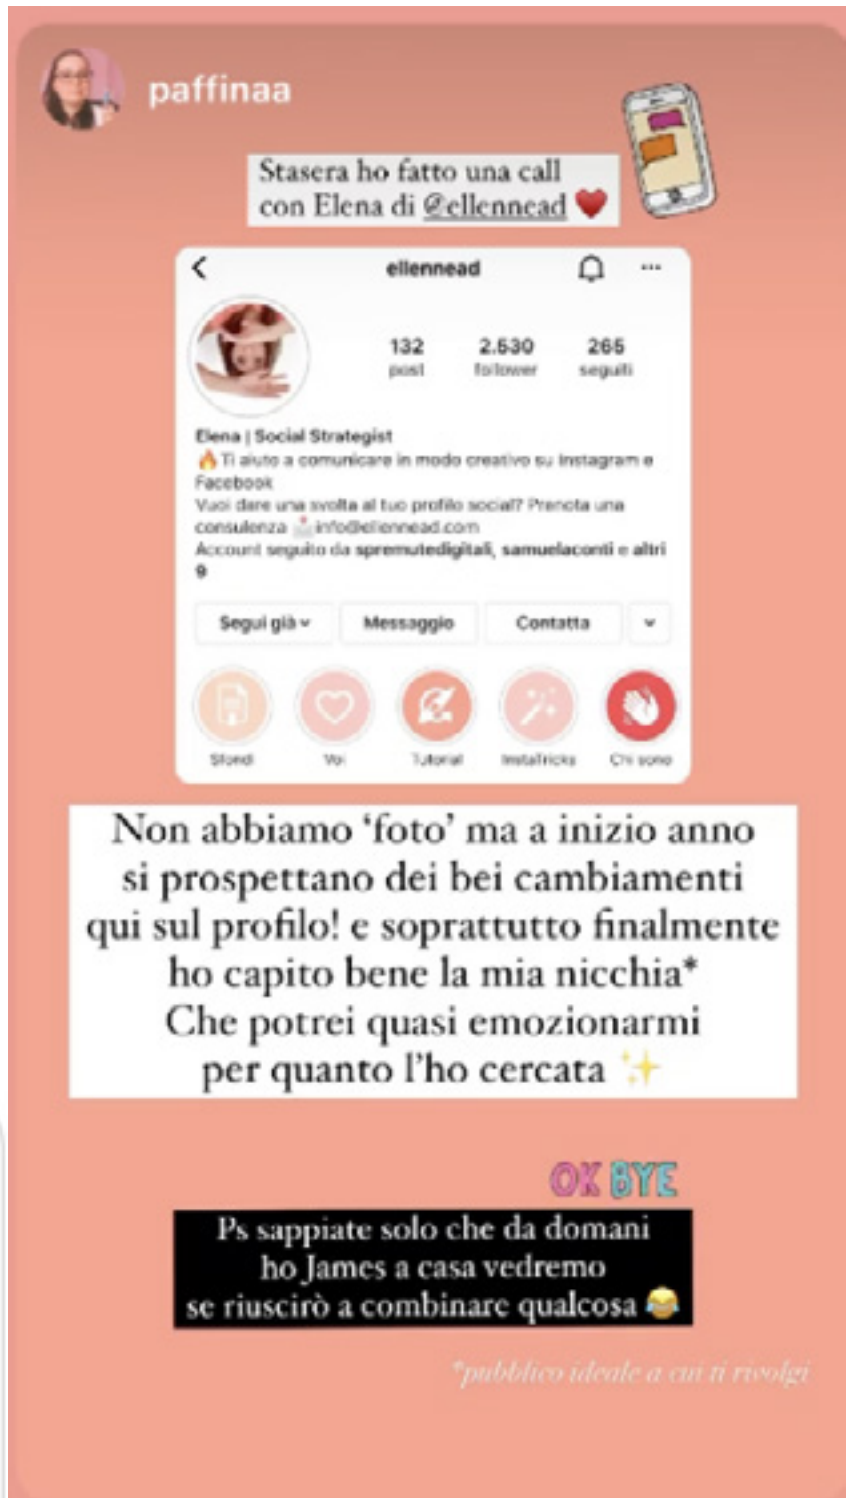 paffinaa
Stasera ho fatto una call
con Elena di @ellennead ❤️
ellennead
132 2.530 265
post follower seguiti
Elena | Social Strategist
🔥Ti aiuto a comunicare in modo creativo su Instagram e
Facebook
Vuoi dare una svolta al tuo profilo social? Prenota una
consulenza 📩info@ellennead.com
Account seguito da spremutedigitali, samuelaconti e altri
9
Segui già Messaggio Contatta
Sfondi Voi Tutorial InstaTricks Chi sono
Non abbiamo ‘foto’ ma a inizio anno
si prospettano dei bei cambiamenti
qui sul profilo! e soprattutto finalmente
ho capito bene la mia nicchia*
Che potrei quasi emozionarmi
per quanto l’ho cercata ✨
OK BYE
Ps sappiate solo che da domani
ho James a casa vedremo
se riuscirò a combinare qualcosa 😂
*pubblico ideale a cui ti rivolgi